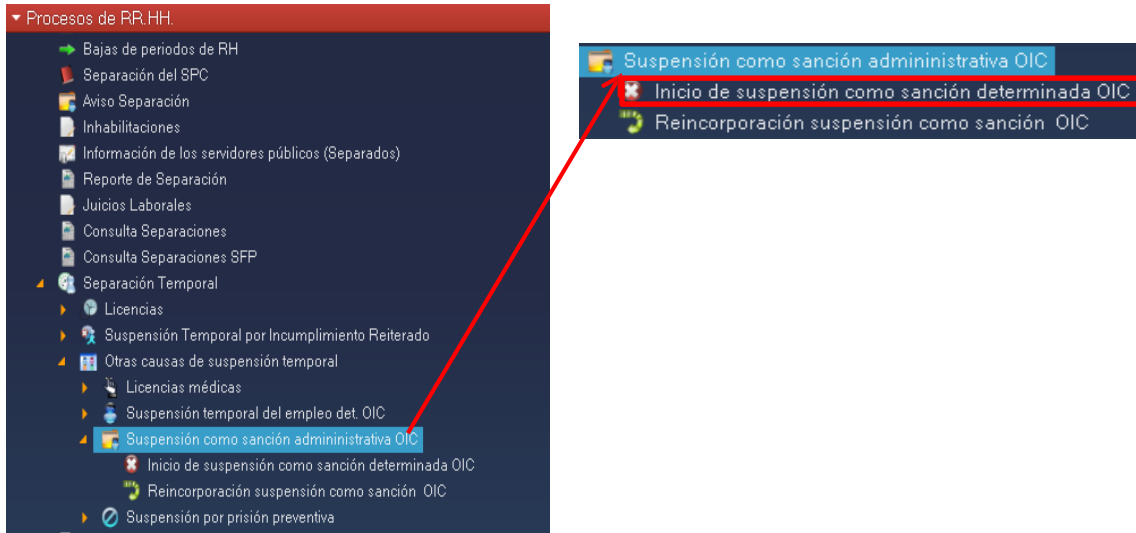 Procesos de RR.HH.
Bajas de periodos de RH
Separación del SPC
Aviso Separación
Inhabilitaciones
Información de los servidores públicos (Separados)
Reporte de Separación
Juicios Laborales
Consulta Separaciones
Consulta Separaciones SFP
Separación Temporal
Licencias
Suspensión Temporal por Incumplimiento Reiterado
Otras causas de suspensión temporal
Licencias médicas
Suspensión temporal del empleo det. OIC
Suspensión como sanción admininistrativa OIC
Inicio de suspensión como sanción determinada OIC
Reincorporación suspensión como sanción OIC
Suspensión por prisión preventiva
Suspensión como sanción admininistrativa OIC
Inicio de suspensión como sanción determinada OIC
Reincorporación suspensión como sanción OIC